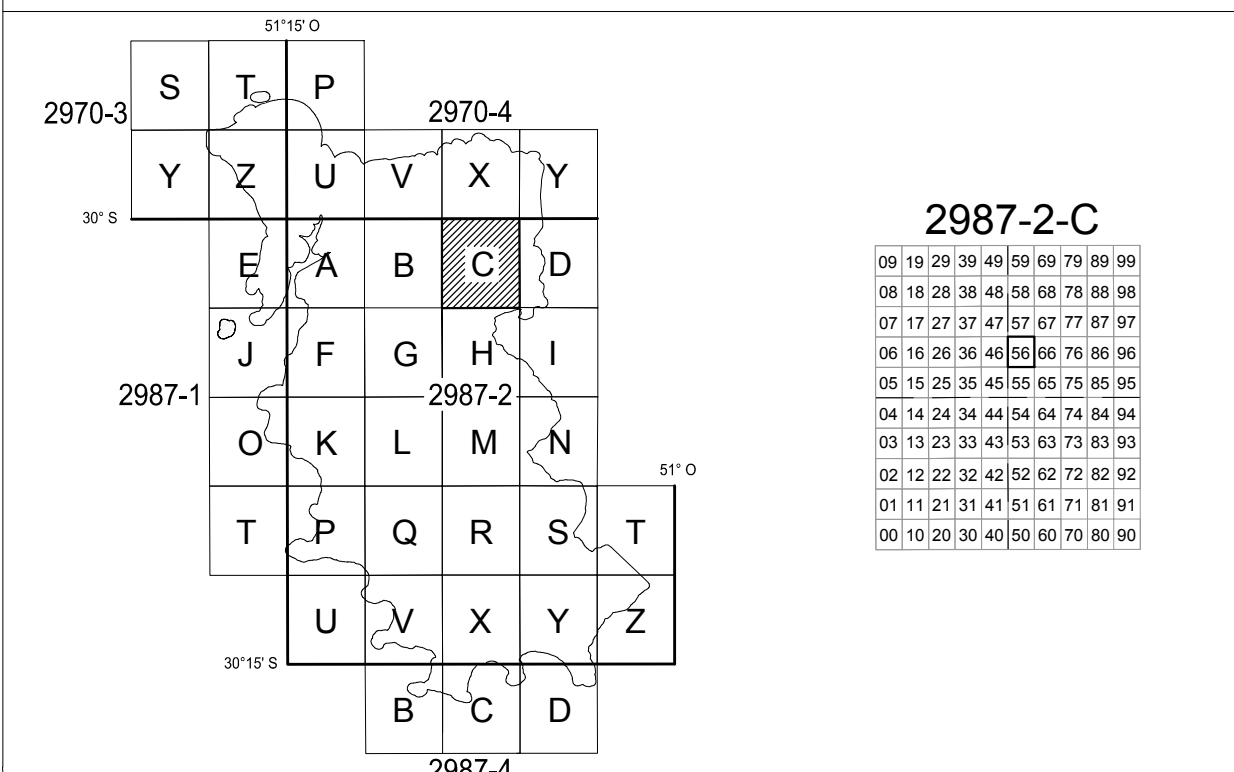 51°15' O
S T P
2970-3
2970-4
Y Z U V X Y
30° S
E A B C D
J F G H I
2987-1
2987-2
O K L M N
51° O
T P Q R S T
U V X Y Z
30°15' S
B C D
2987-4
2987-2-C
09 19 29 39 49 59 69 79 89 99
08 18 28 38 48 58 68 78 88 98
07 17 27 37 47 57 67 77 87 97
06 16 26 36 46 56 66 76 86 96
05 15 25 35 45 55 65 75 85 95
04 14 24 34 44 54 64 74 84 94
03 13 23 33 43 53 63 73 83 93
02 12 22 32 42 52 62 72 82 92
01 11 21 31 41 51 61 71 81 91
00 10 20 30 40 50 60 70 80 90